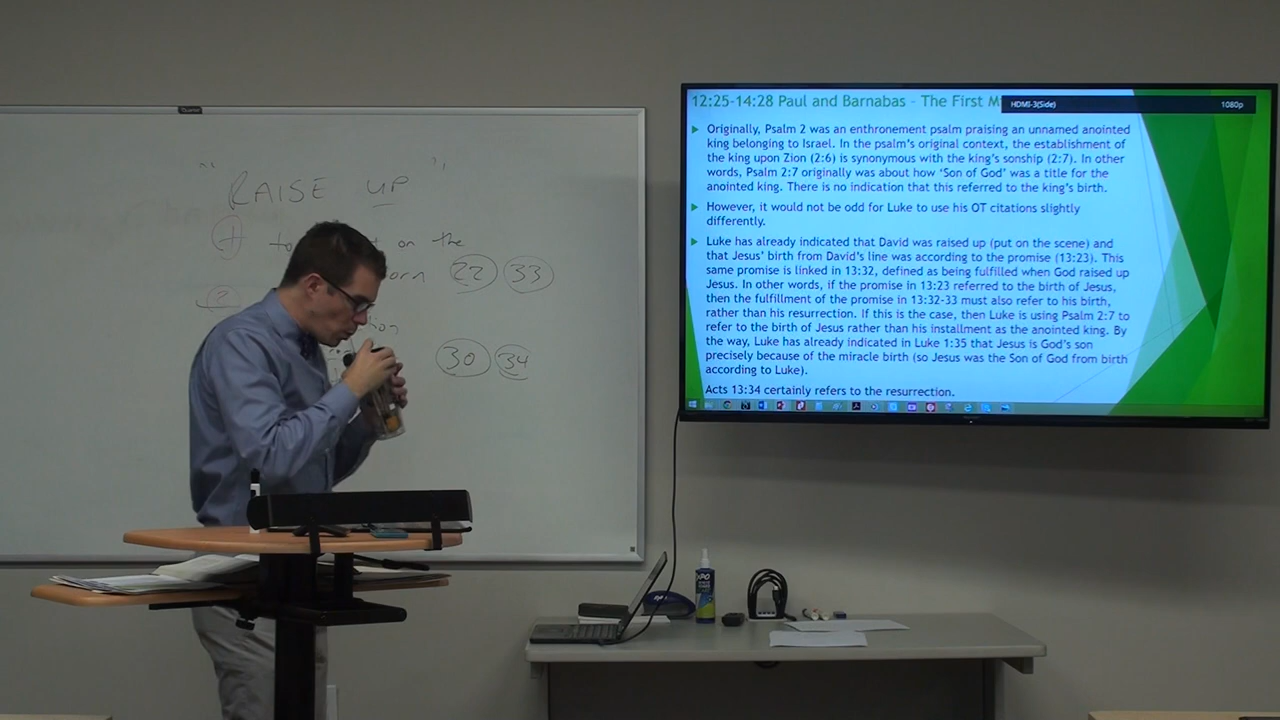 " RAISE UP "
① to on the
orn 22 33
②
30 34
12:25-14:28 Paul and Barnabas - The First M
HDMI-3(Side) 1080p
Originally, Psalm 2 was an enthronement psalm praising an unnamed anointed
king belonging to Israel. In the psalm's original context, the establishment of
the king upon Zion (2:6) is synonymous with the king's sonship (2:7). In other
words, Psalm 2:7 originally was about how 'Son of God' was a title for the
anointed king. There is no indication that this referred to the king's birth.
However, it would not be odd for Luke to use his OT citations slightly
differently.
Luke has already indicated that David was raised up (put on the scene) and
that Jesus' birth from David's line was according to the promise (13:23). This
same promise is linked in 13:32, defined as being fulfilled when God raised up
Jesus. In other words, if the promise in 13:23 referred to the birth of Jesus,
then the fulfillment of the promise in 13:32-33 must also refer to his birth,
rather than his resurrection. If this is the case, then Luke is using Psalm 2:7 to
refer to the birth of Jesus rather than his installment as the anointed king. By
the way, Luke has already indicated in Luke 1:35 that Jesus is God's son
precisely because of the miracle birth (so Jesus was the Son of God from birth
according to Luke).
Acts 13:34 certainly refers to the resurrection.
EXPO